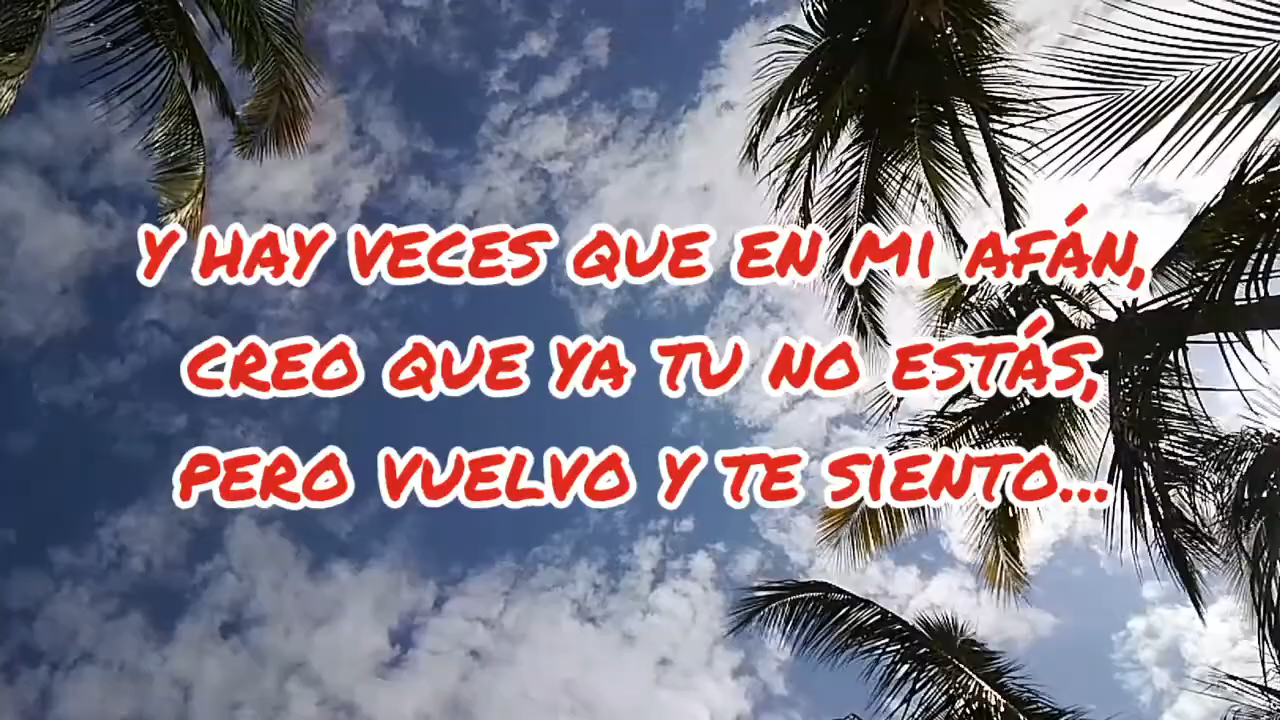 Y HAY VECES QUE EN MI AFÁN,
CREO QUE YA TU NO ESTÁS,
PERO VUELVO Y TE SIENTO...